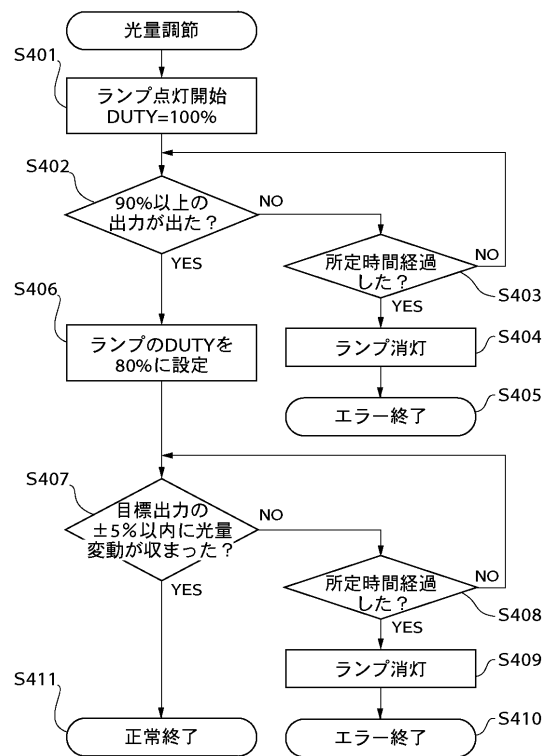 光量調節
S401
ランプ点灯開始
DUTY=100%
S402
90%以上の
出力が出た？
NO
YES
所定時間経過
した？
NO
S403
YES
S406
ランプのDUTYを
80%に設定
ランプ消灯
S404
エラー終了
S405
S407
目標出力の
±5%以内に光量
変動が収まった？
NO
YES
所定時間経過
した？
NO
S408
YES
ランプ消灯
S409
S411
正常終了
エラー終了
S410